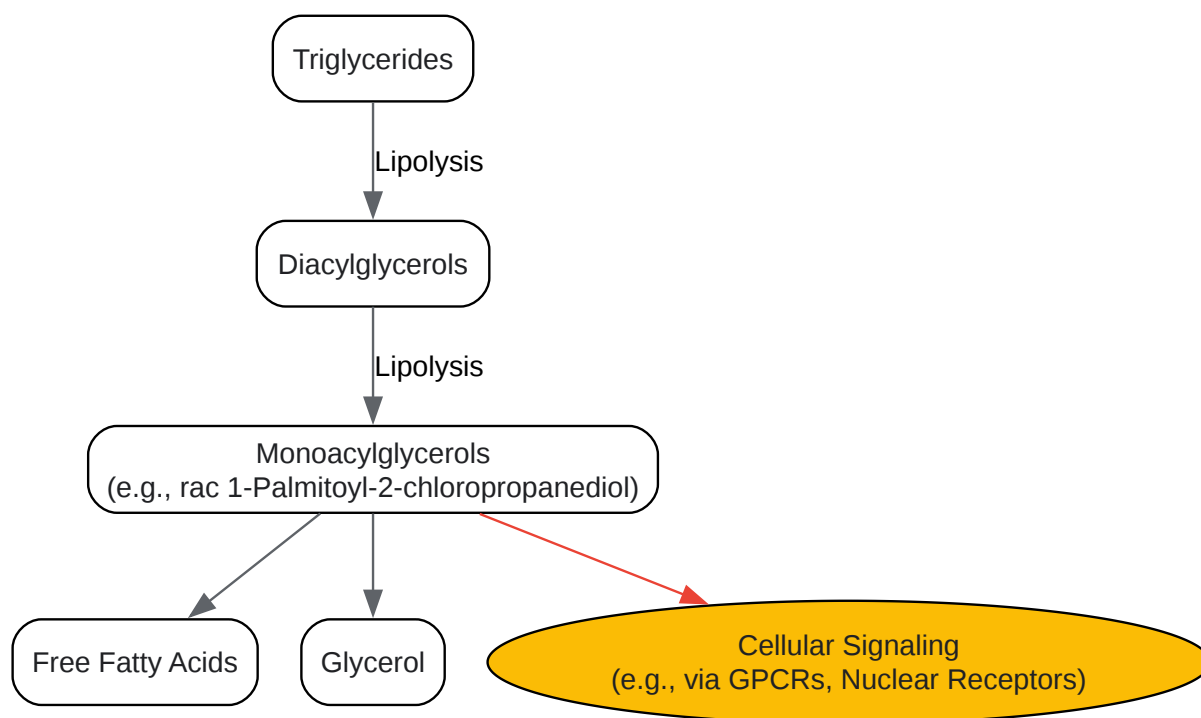 Triglycerides
Lipolysis
Diacylglycerols
Lipolysis
Monoacylglycerols
(e.g., rac 1-Palmitoyl-2-chloropropanediol)
Free Fatty Acids
Glycerol
Cellular Signaling
(e.g., via GPCRs, Nuclear Receptors)